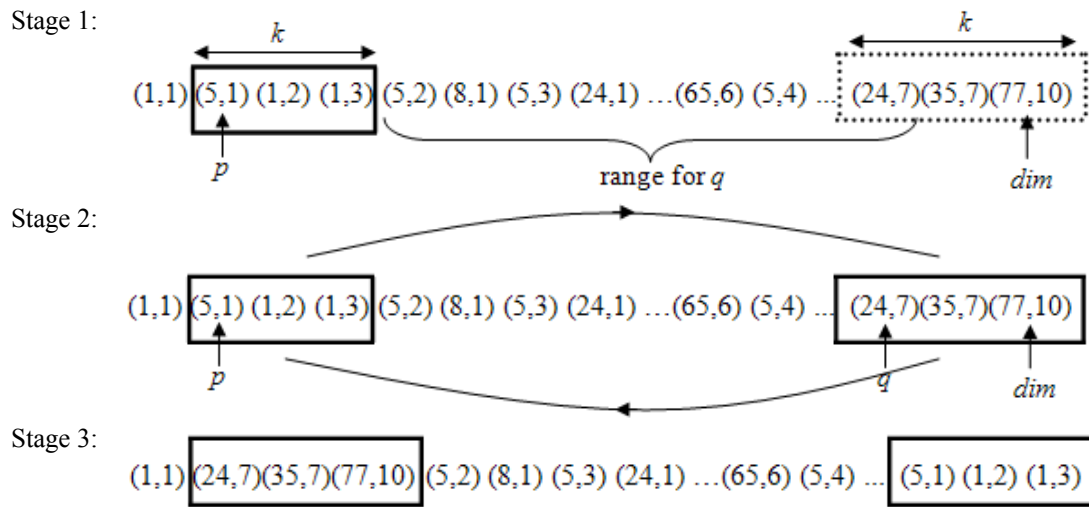 Stage 1:
k k
(1,1) (5,1) (1,2) (1,3) (5,2) (8,1) (5,3) (24,1) …(65,6) (5,4) ... (24,7)(35,7)(77,10)
p range for q dim
Stage 2:
(1,1) (5,1) (1,2) (1,3) (5,2) (8,1) (5,3) (24,1) …(65,6) (5,4) ... (24,7)(35,7)(77,10)
p q dim
Stage 3:
(1,1) (24,7)(35,7)(77,10) (5,2) (8,1) (5,3) (24,1) …(65,6) (5,4) ... (5,1) (1,2) (1,3)